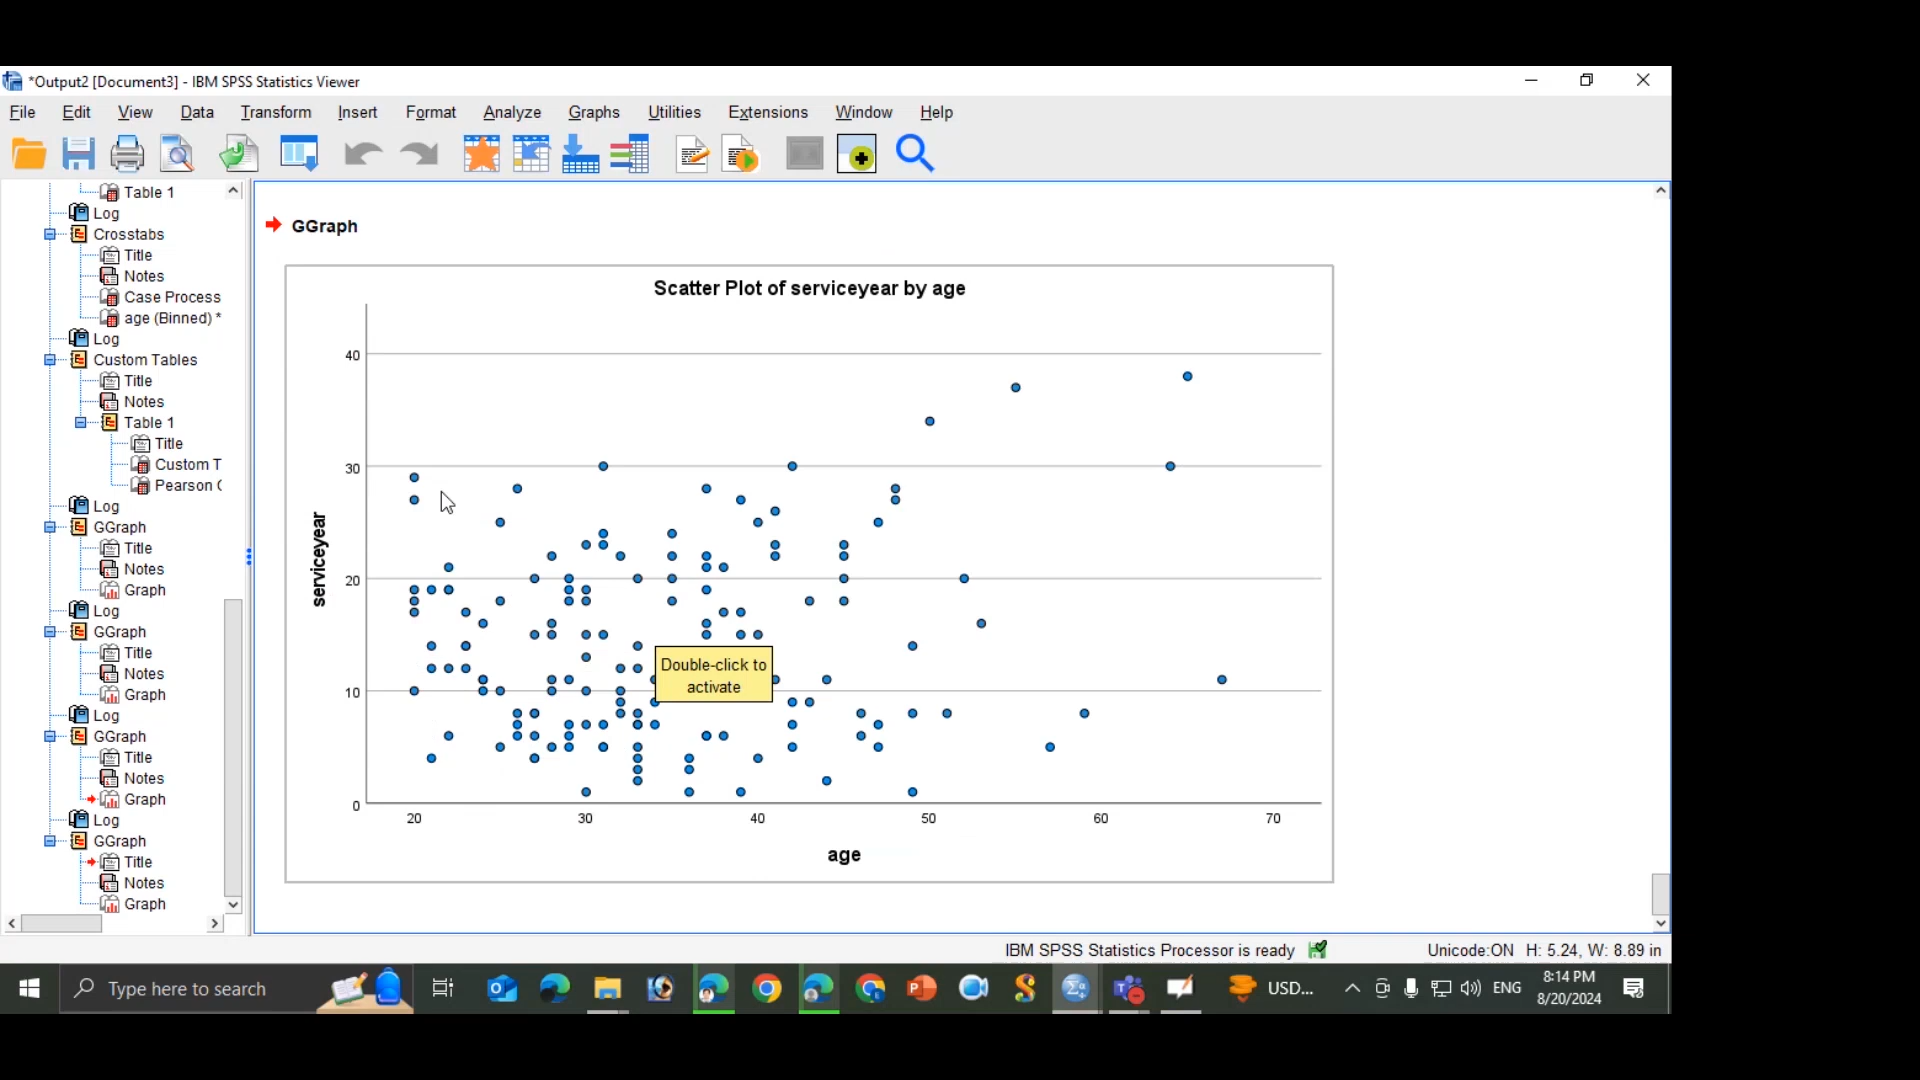 *Output2 [Document3] - IBM SPSS Statistics Viewer
File Edit View Data Transform Insert Format Analyze Graphs Utilities Extensions Window Help
Table 1
Log
Crosstabs
Title
Notes
Case Process
age (Binned) *
Log
Custom Tables
Title
Notes
Table 1
Title
Custom T
Pearson C
Log
GGraph
Title
Notes
Graph
Log
GGraph
Title
Notes
Graph
Log
GGraph
Title
Notes
Graph
Log
GGraph
Title
Notes
Graph
GGraph
Scatter Plot of serviceyear by age
40
30
20
10
0
serviceyear
Double-click to
activate
20 30 40 50 60 70
age
IBM SPSS Statistics Processor is ready Unicode:ON H: 5.24, W: 8.89 in
Type here to search
USD...
ENG
8:14 PM
8/20/2024